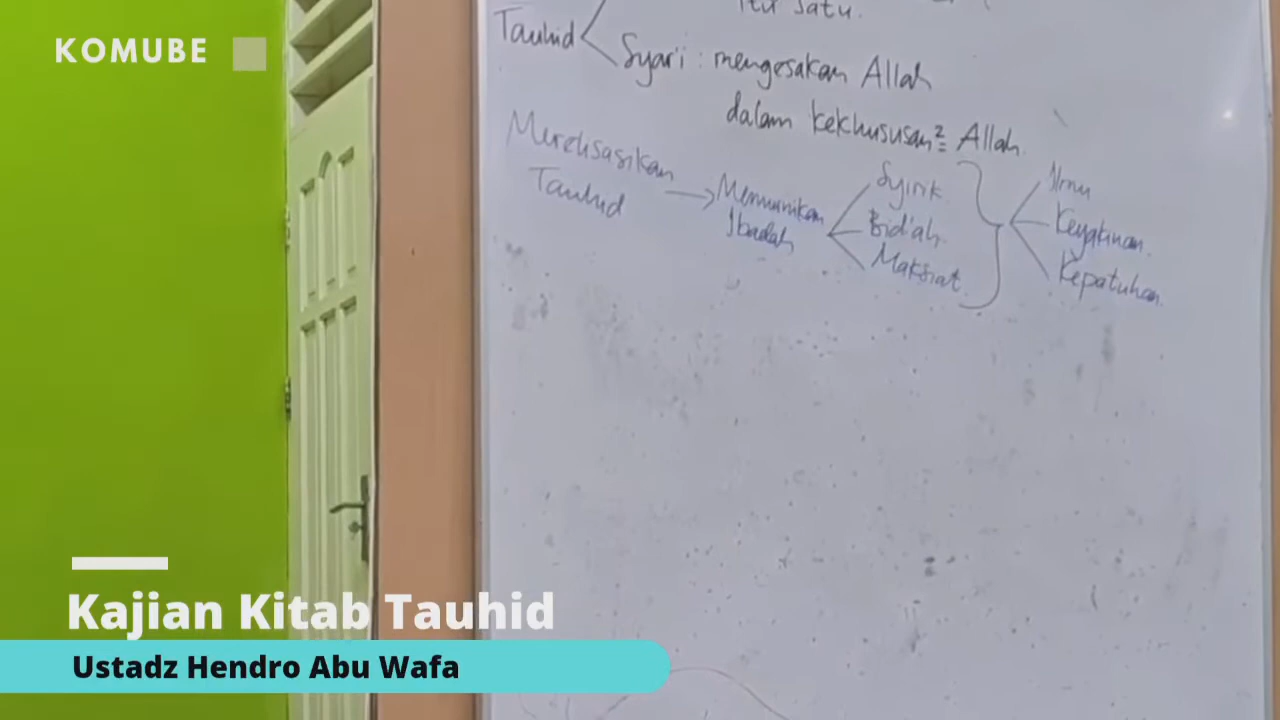 KOMUBE
itu satu.
Tauhid
Syar'i : mengesakan Allah
dalam kekhususan² Allah.
Merelisasikan
Tauhid
Memurnikan
Ibadah
Syirik
Bid'ah
Maksiat
Ilmu
Keyakinan
Kepatuhan
Kajian Kitab Tauhid
Ustadz Hendro Abu Wafa